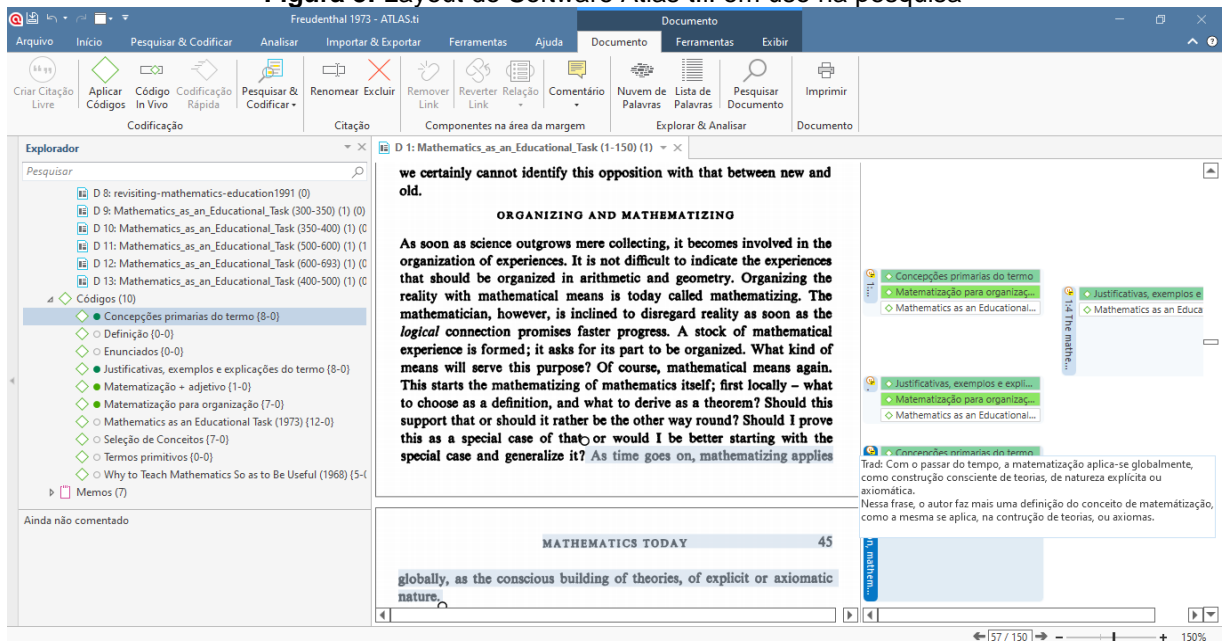 Figura 3: Layout do Software Atlas ti.
Freudenthal 1973 - ATLAS.ti
Documento
Arquivo Início Pesquisar & Codificar Analisar Importar & Exportar Ferramentas Ajuda Documento Ferramentas Exibir
Criar Citação Livre
Aplicar Códigos
Código In Vivo
Codificação Rápida
Pesquisar & Codificar
Renomear
Excluir
Remover Link
Reverter Link
Relação
Comentário
Nuvem de Palavras
Lista de Palavras
Pesquisar Documento
Imprimir
Codificação Citação Componentes na área da margem Explorar & Analisar Documento
Explorador
Pesquisar
D 8: revisiting-mathematics-education1991 (0)
D 9: Mathematics_as_an_Educational_Task (300-350) (1) (0)
D 10: Mathematics_as_an_Educational_Task (350-400) (1) (0
D 11: Mathematics_as_an_Educational_Task (500-600) (1) (1
D 12: Mathematics_as_an_Educational_Task (600-693) (1) (0
D 13: Mathematics_as_an_Educational_Task (400-500) (1) (0
Códigos (10)
Concepções primarias do termo {8-0}
Definição {0-0}
Enunciados {0-0}
Justificativas, exemplos e explicações do termo {8-0}
Matematização + adjetivo {1-0}
Matematização para organização {7-0}
Mathematics as an Educational Task (1973) {12-0}
Seleção de Conceitos {7-0}
Termos primitivos {0-0}
Why to Teach Mathematics So as to Be Useful (1968) {5-(
Memos (7)
Ainda não comentado
D 1: Mathematics_as_an_Educational_Task (1-150) (1)
we certainly cannot identify this opposition with that between new and
old.
ORGANIZING AND MATHEMATIZING
As soon as science outgrows mere collecting, it becomes involved in the
organization of experiences. It is not difficult to indicate the experiences
that should be organized in arithmetic and geometry. Organizing the
reality with mathematical means is today called mathematizing. The
mathematician, however, is inclined to disregard reality as soon as the
logical connection promises faster progress. A stock of mathematical
experience is formed; it asks for its part to be organized. What kind of
means will serve this purpose? Of course, mathematical means again.
This starts the mathematizing of mathematics itself; first locally – what
to choose as a definition, and what to derive as a theorem? Should this
support that or should it rather be the other way round? Should I prove
this as a special case of that, or would I be better starting with the
special case and generalize it? As time goes on, mathematizing applies
MATHEMATICS TODAY 45
globally, as the conscious building of theories, of explicit or axiomatic
nature.
Concepções primarias do termo
Matematização para organizaç...
Mathematics as an Educational...
1:...
Justificativas, exemplos e
Mathematics as an Educa
1:4 The mathe...
Justificativas, exemplos e expli...
Matematização para organizaç...
Mathematics as an Educational...
Concepções primarias do termo
Trad: Com o passar do tempo, a matematização aplica-se globalmente,
como construção consciente de teorias, de natureza explícita ou
axiomática.
Nessa frase, o autor faz mais uma definição do conceito de matemátização,
como a mesma se aplica, na contrução de teorias, ou axiomas.
n, mathem...
57 / 150
150%